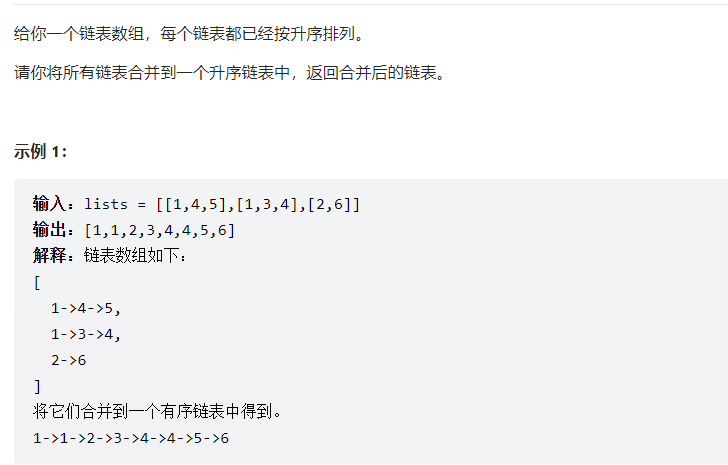 给你一个链表数组，每个链表都已经按升序排列。
请你将所有链表合并到一个升序链表中，返回合并后的链表。
示例 1：
输入：lists = [[1,4,5],[1,3,4],[2,6]]
输出：[1,1,2,3,4,4,5,6]
解释：链表数组如下：
[
  1->4->5,
  1->3->4,
  2->6
]
将它们合并到一个有序链表中得到。
1->1->2->3->4->4->5->6